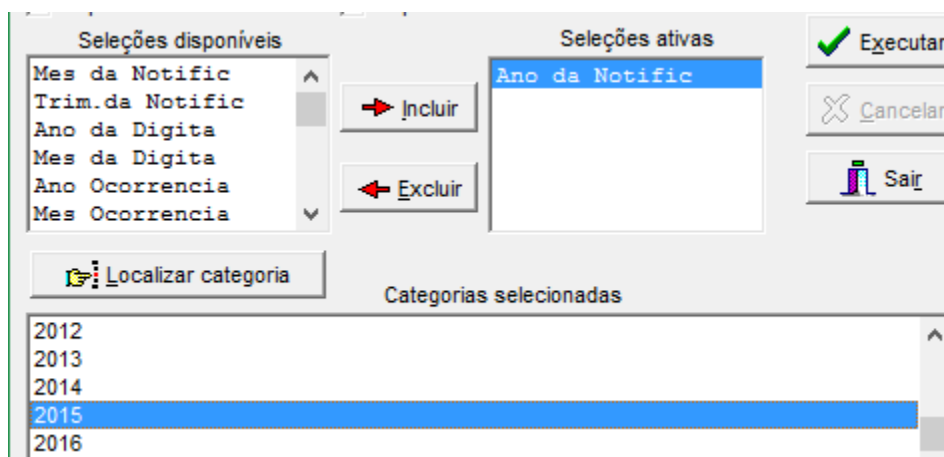 Seleções disponíveis
Mes da Notific
Trim.da Notific
Ano da Digita
Mes da Digita
Ano Ocorrencia
Mes Ocorrencia
Incluir
Excluir
Seleções ativas
Ano da Notific
Executar
Cancelar
Sair
Localizar categoria
Categorias selecionadas
2012
2013
2014
2015
2016